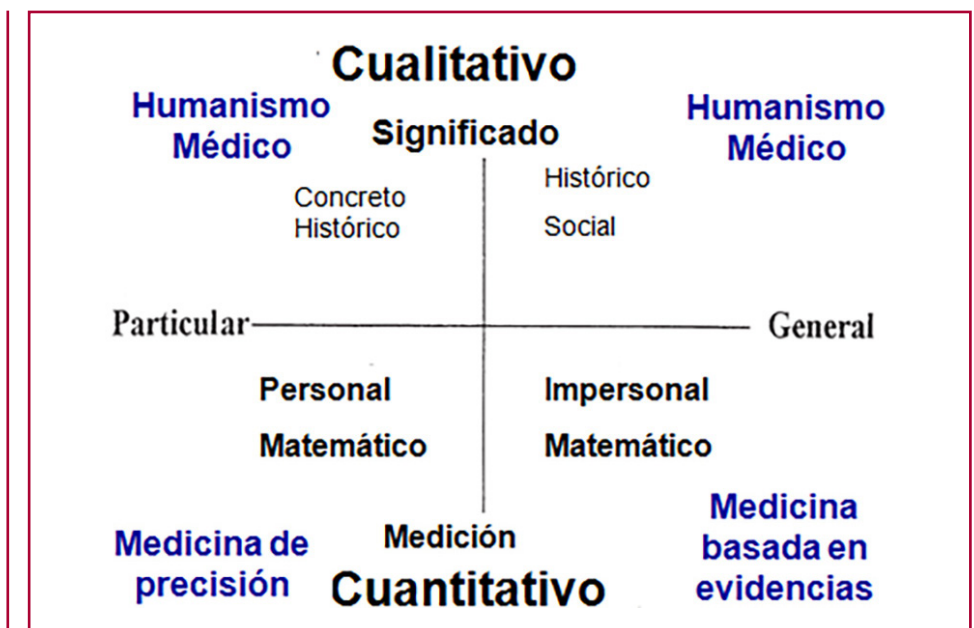 Cualitativo
Humanismo
Médico
Significado
Humanismo
Médico
Concreto
Histórico
Histórico
Social
Particular
General
Personal
Matemático
Impersonal
Matemático
Medicina de
precisión
Medición
Cuantitativo
Medicina
basada en
evidencias